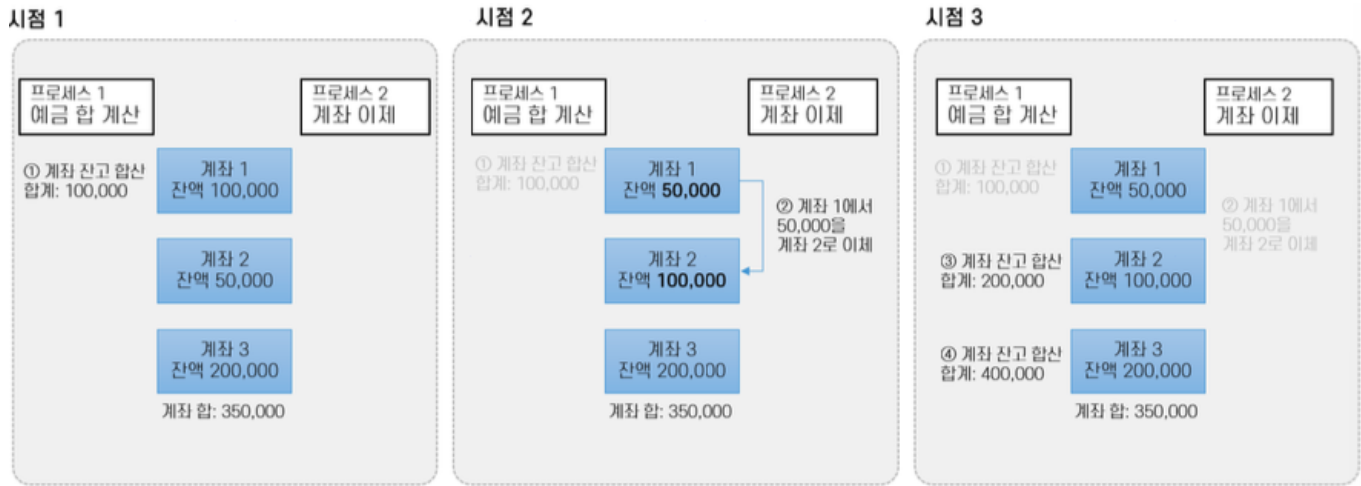 시점 1
프로세스 1
예금 합 계산
프로세스 2
계좌 이제
① 계좌 잔고 합산
합계: 100,000
계좌 1
잔액 100,000
계좌 2
잔액 50,000
계좌 3
잔액 200,000
계좌 합: 350,000
시점 2
프로세스 1
예금 합 계산
프로세스 2
계좌 이제
① 계좌 잔고 합산
합계: 100,000
계좌 1
잔액 50,000
② 계좌 1에서
50,000을
계좌 2로 이체
계좌 2
잔액 100,000
계좌 3
잔액 200,000
계좌 합: 350,000
시점 3
프로세스 1
예금 합 계산
프로세스 2
계좌 이제
① 계좌 잔고 합산
합계: 100,000
계좌 1
잔액 50,000
② 계좌 1에서
50,000을
계좌 2로 이체
③ 계좌 잔고 합산
합계: 200,000
계좌 2
잔액 100,000
④ 계좌 잔고 합산
합계: 400,000
계좌 3
잔액 200,000
계좌 합: 350,000